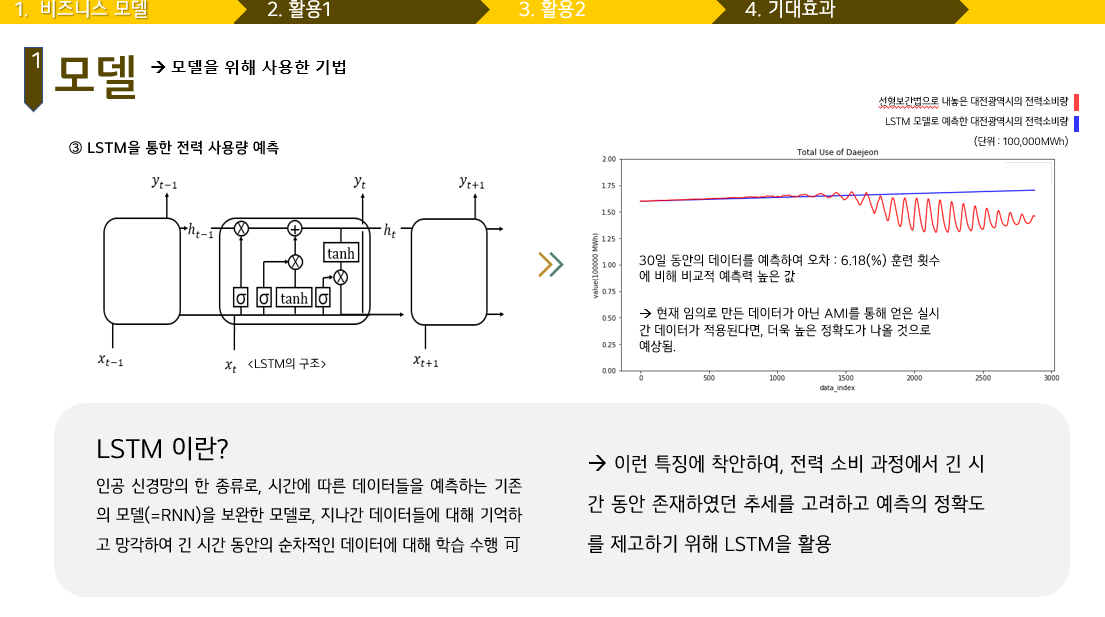 1. 비즈니스 모델
2. 활용1
3. 활용2
4. 기대효과
1
모델
→ 모델을 위해 사용한 기법
선형보간법으로 내놓은 대전광역시의 전력소비량
LSTM 모델로 예측한 대전광역시의 전력소비량
(단위 : 100,000MWh)
③ LSTM을 통한 전력 사용량 예측
y_{t-1}
y_t
y_{t+1}
h_{t-1}
X
+
h_t
tanh
X
X
σ
σ
tanh
σ
x_{t-1}
x_t
<LSTM의 구조>
x_{t+1}
Total Use of Daejeon
2.00
1.75
1.50
1.25
1.00
0.75
0.50
0.25
0.00
value(100000 MWh)
30일 동안의 데이터를 예측하여 오차 : 6.18(%) 훈련 횟수
에 비해 비교적 예측력 높은 값
→ 현재 임의로 만든 데이터가 아닌 AMI를 통해 얻은 실시
간 데이터가 적용된다면, 더욱 높은 정확도가 나올 것으로
예상됨.
0 500 1000 1500 2000 2500 3000
data_index
LSTM 이란?
인공 신경망의 한 종류로, 시간에 따른 데이터들을 예측하는 기존
의 모델(=RNN)을 보완한 모델로, 지나간 데이터들에 대해 기억하
고 망각하여 긴 시간 동안의 순차적인 데이터에 대해 학습 수행 可
→ 이런 특징에 착안하여, 전력 소비 과정에서 긴 시
간 동안 존재하였던 추세를 고려하고 예측의 정확도
를 제고하기 위해 LSTM을 활용